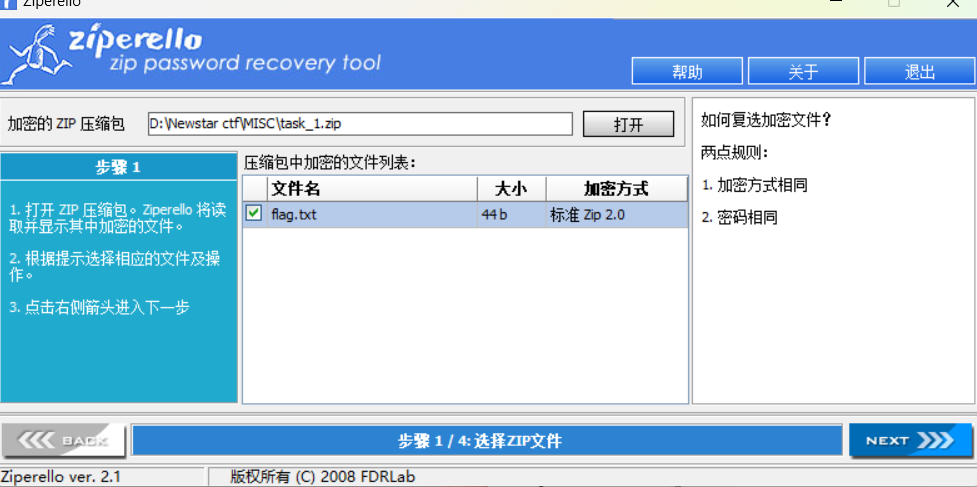 Ziperello
ziperello
zip password recovery tool
帮助 关于 退出
加密的 ZIP 压缩包 D:\Newstar ctf\MISC\task_1.zip 打开
步骤 1
1. 打开 ZIP 压缩包。Ziperello 将读
取并显示其中加密的文件。
2. 根据提示选择相应的文件及操
作。
3. 点击右侧箭头进入下一步
压缩包中加密的文件列表：
文件名 大小 加密方式
flag.txt 44 b 标准 Zip 2.0
如何复选加密文件？
两点规则：
1. 加密方式相同
2. 密码相同
BACK 步骤 1 / 4: 选择ZIP文件 NEXT
Ziperello ver. 2.1 版权所有 (C) 2008 FDRLab